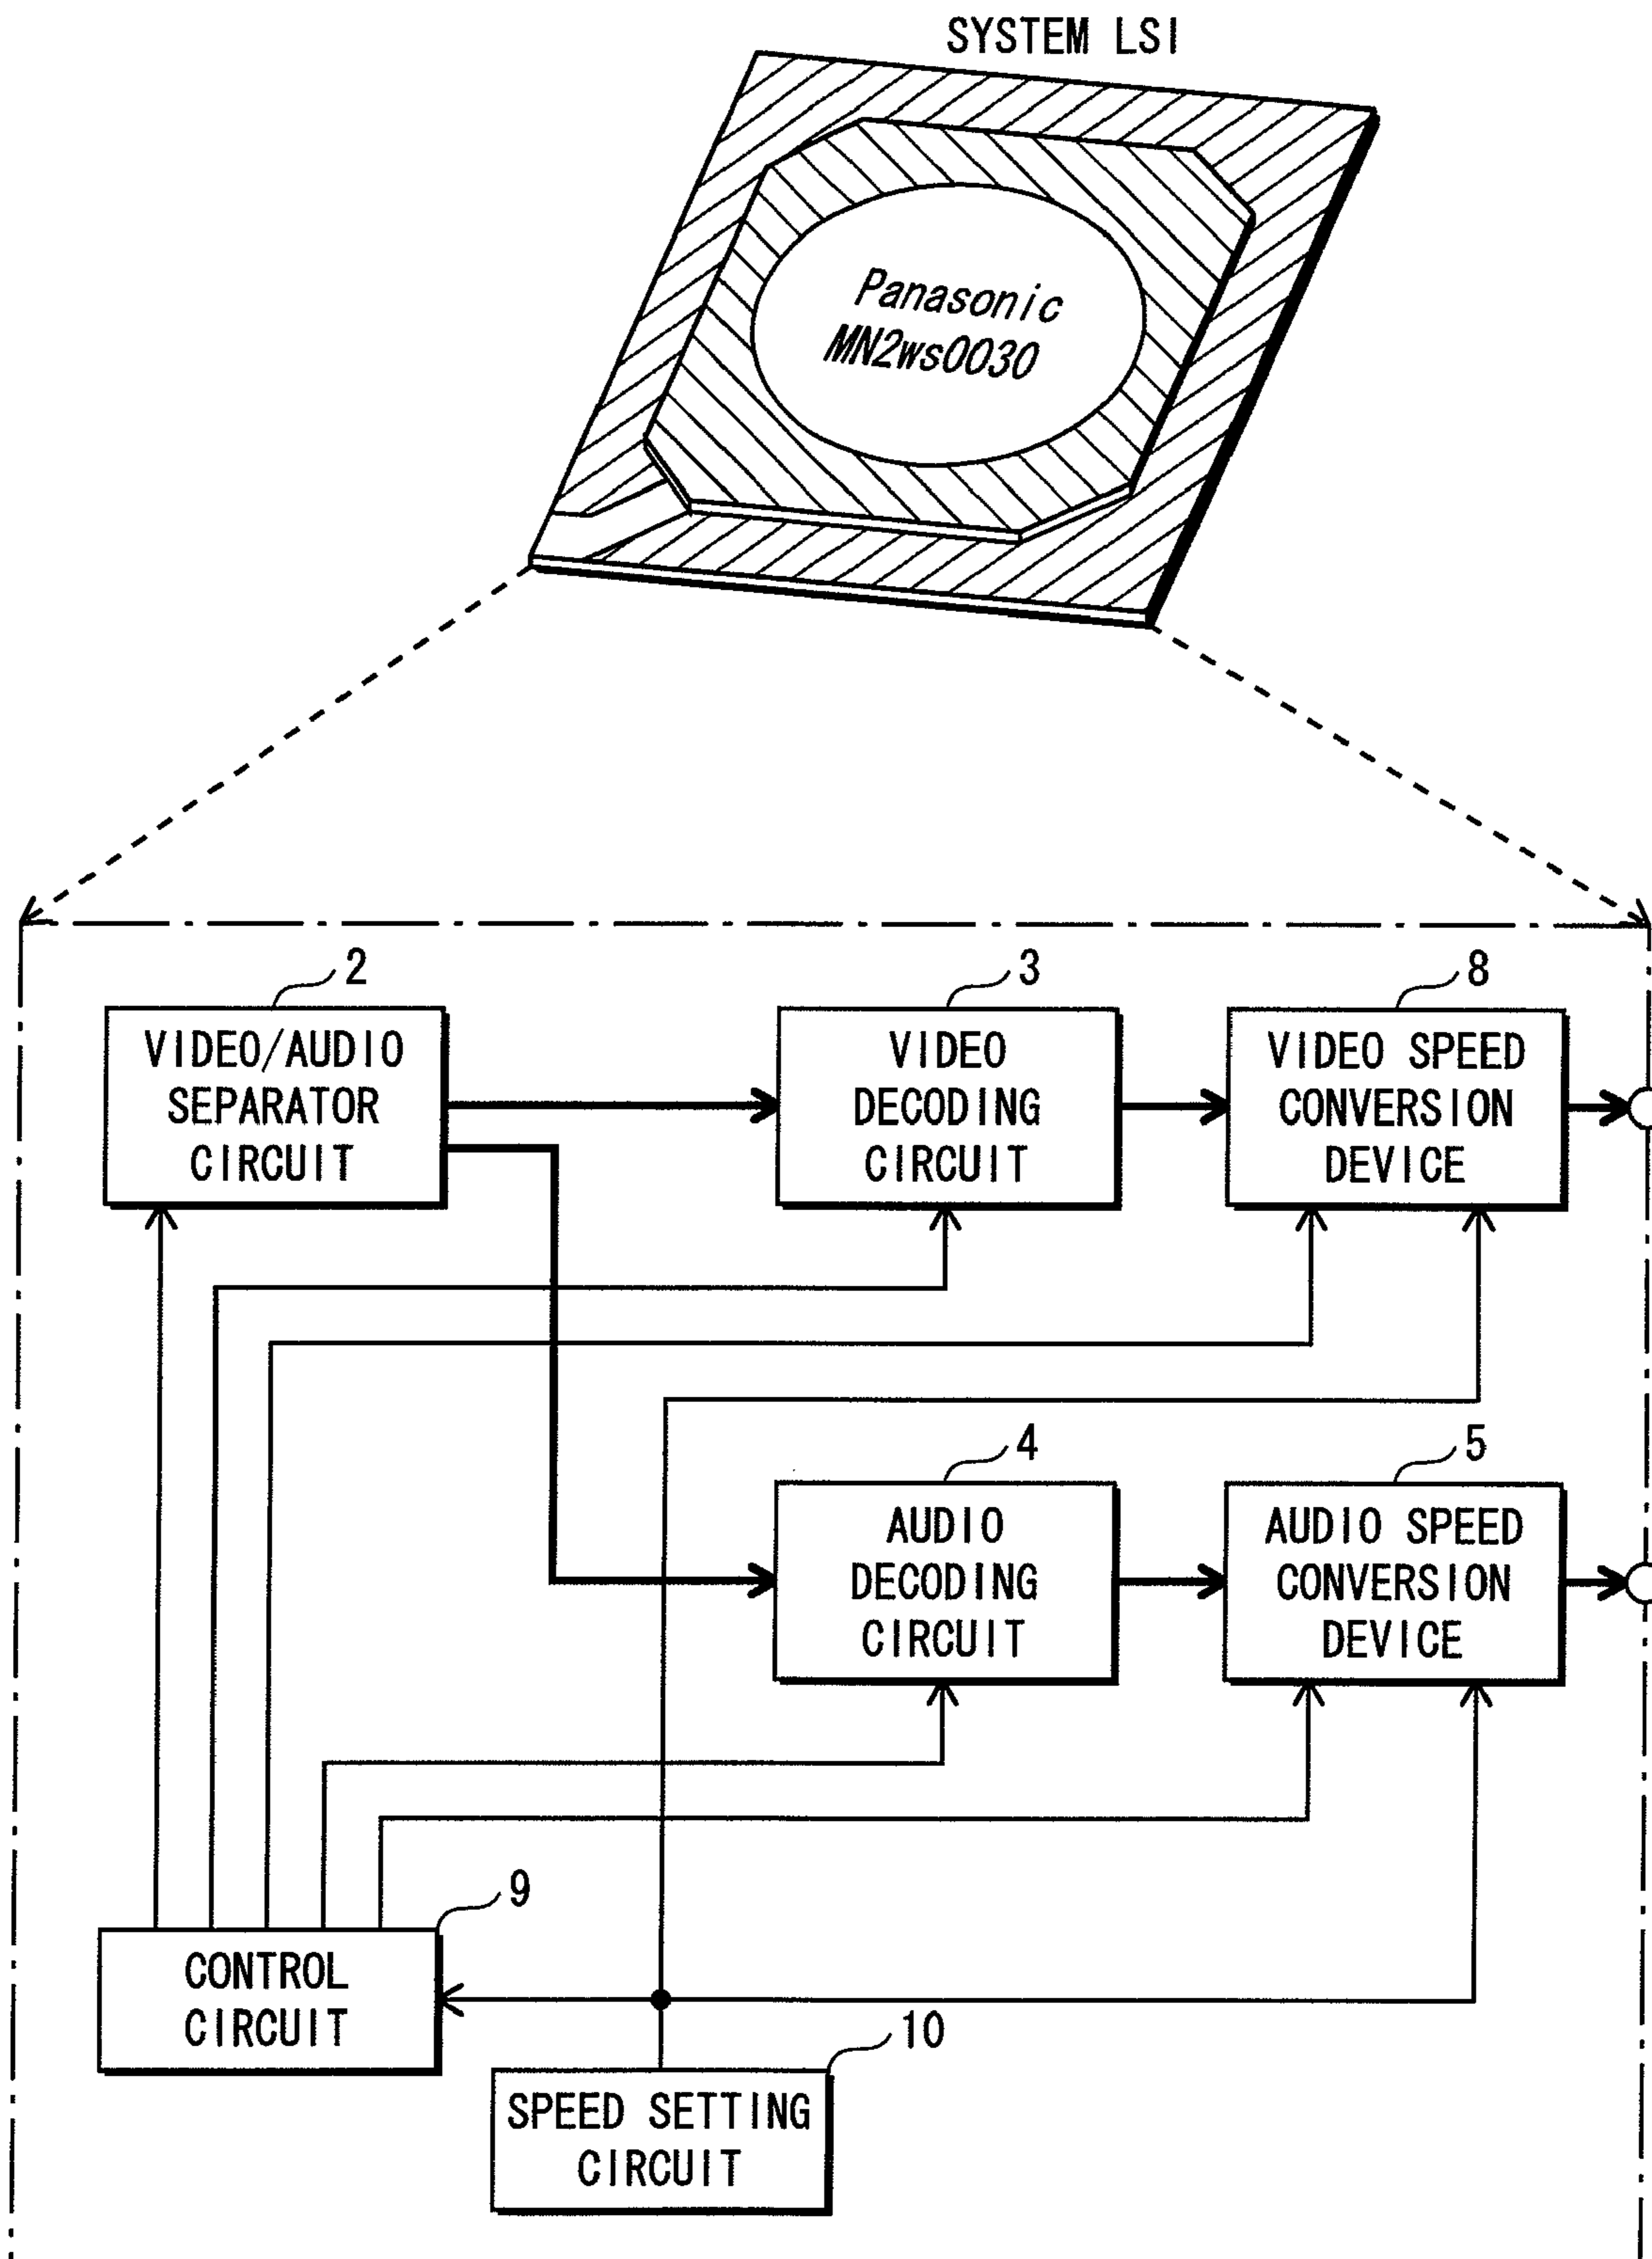 SYSTEM LSI
Panasonic
MN2ws0030
2
VIDEO/AUDIO
SEPARATOR
CIRCUIT
3
VIDEO
DECODING
CIRCUIT
8
VIDEO SPEED
CONVERSION
DEVICE
4
AUDIO
DECODING
CIRCUIT
5
AUDIO SPEED
CONVERSION
DEVICE
9
CONTROL
CIRCUIT
10
SPEED SETTING
CIRCUIT